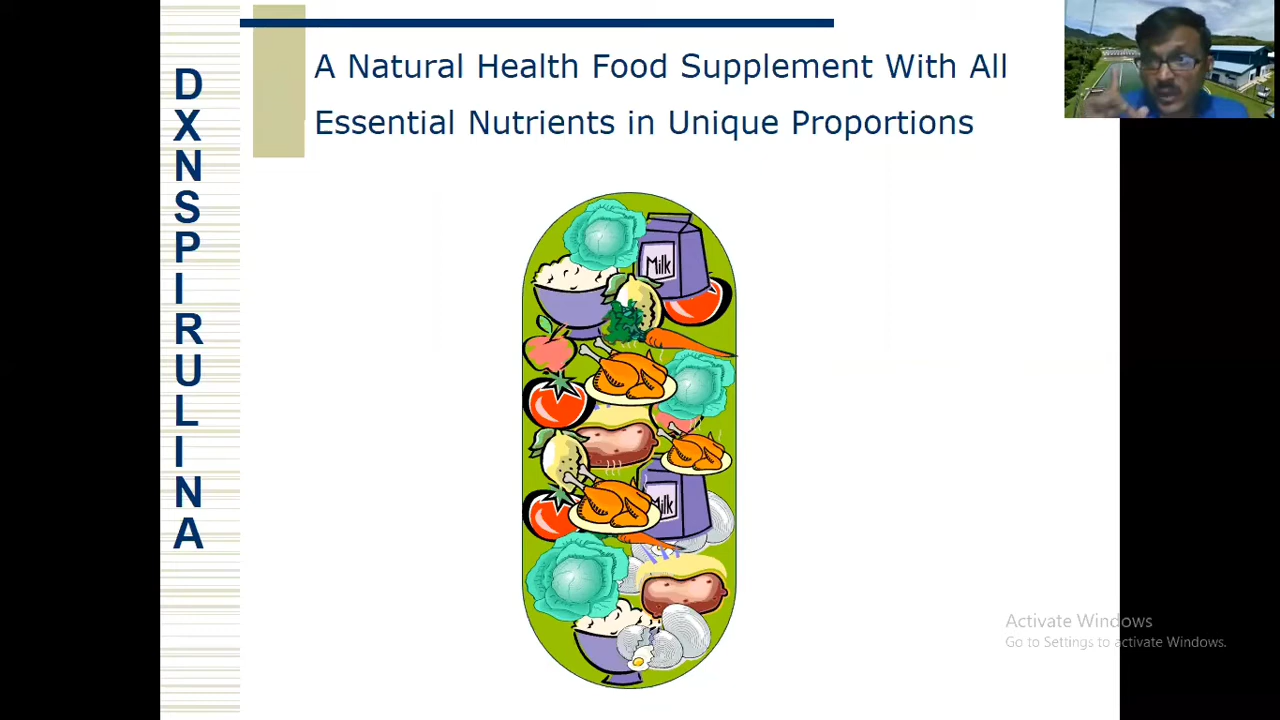 A Natural Health Food Supplement With All
Essential Nutrients in Unique Proportions
DXNSPIRULINA
Milk
Milk
Activate Windows
Go to Settings to activate Windows.